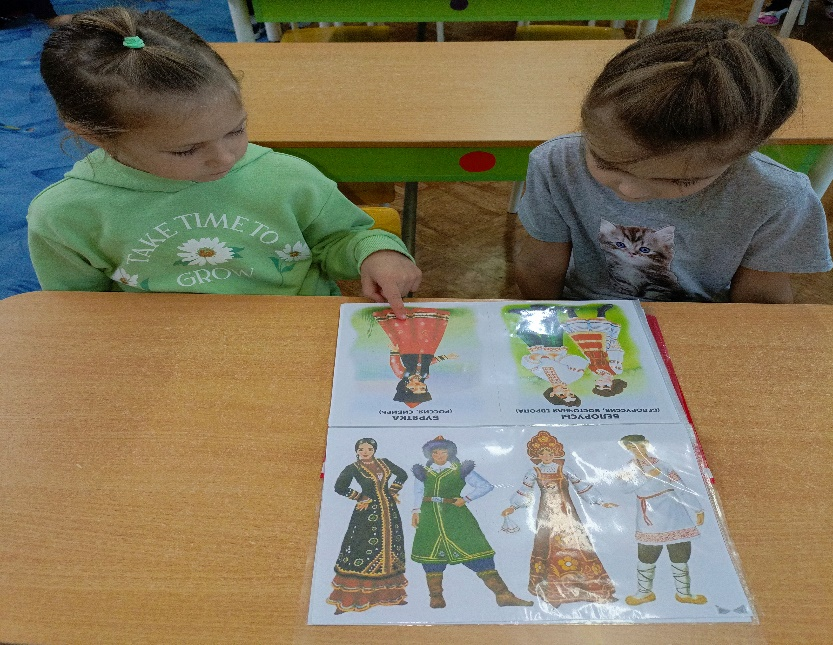 TAKE TIME TO
GROW
БУРЯТКА
(РОССИЯ, СИБИРЬ)
БЕЛОРУСЫ
(БЕЛОРУССИЯ, ВОСТОЧНАЯ ЕВРОПА)